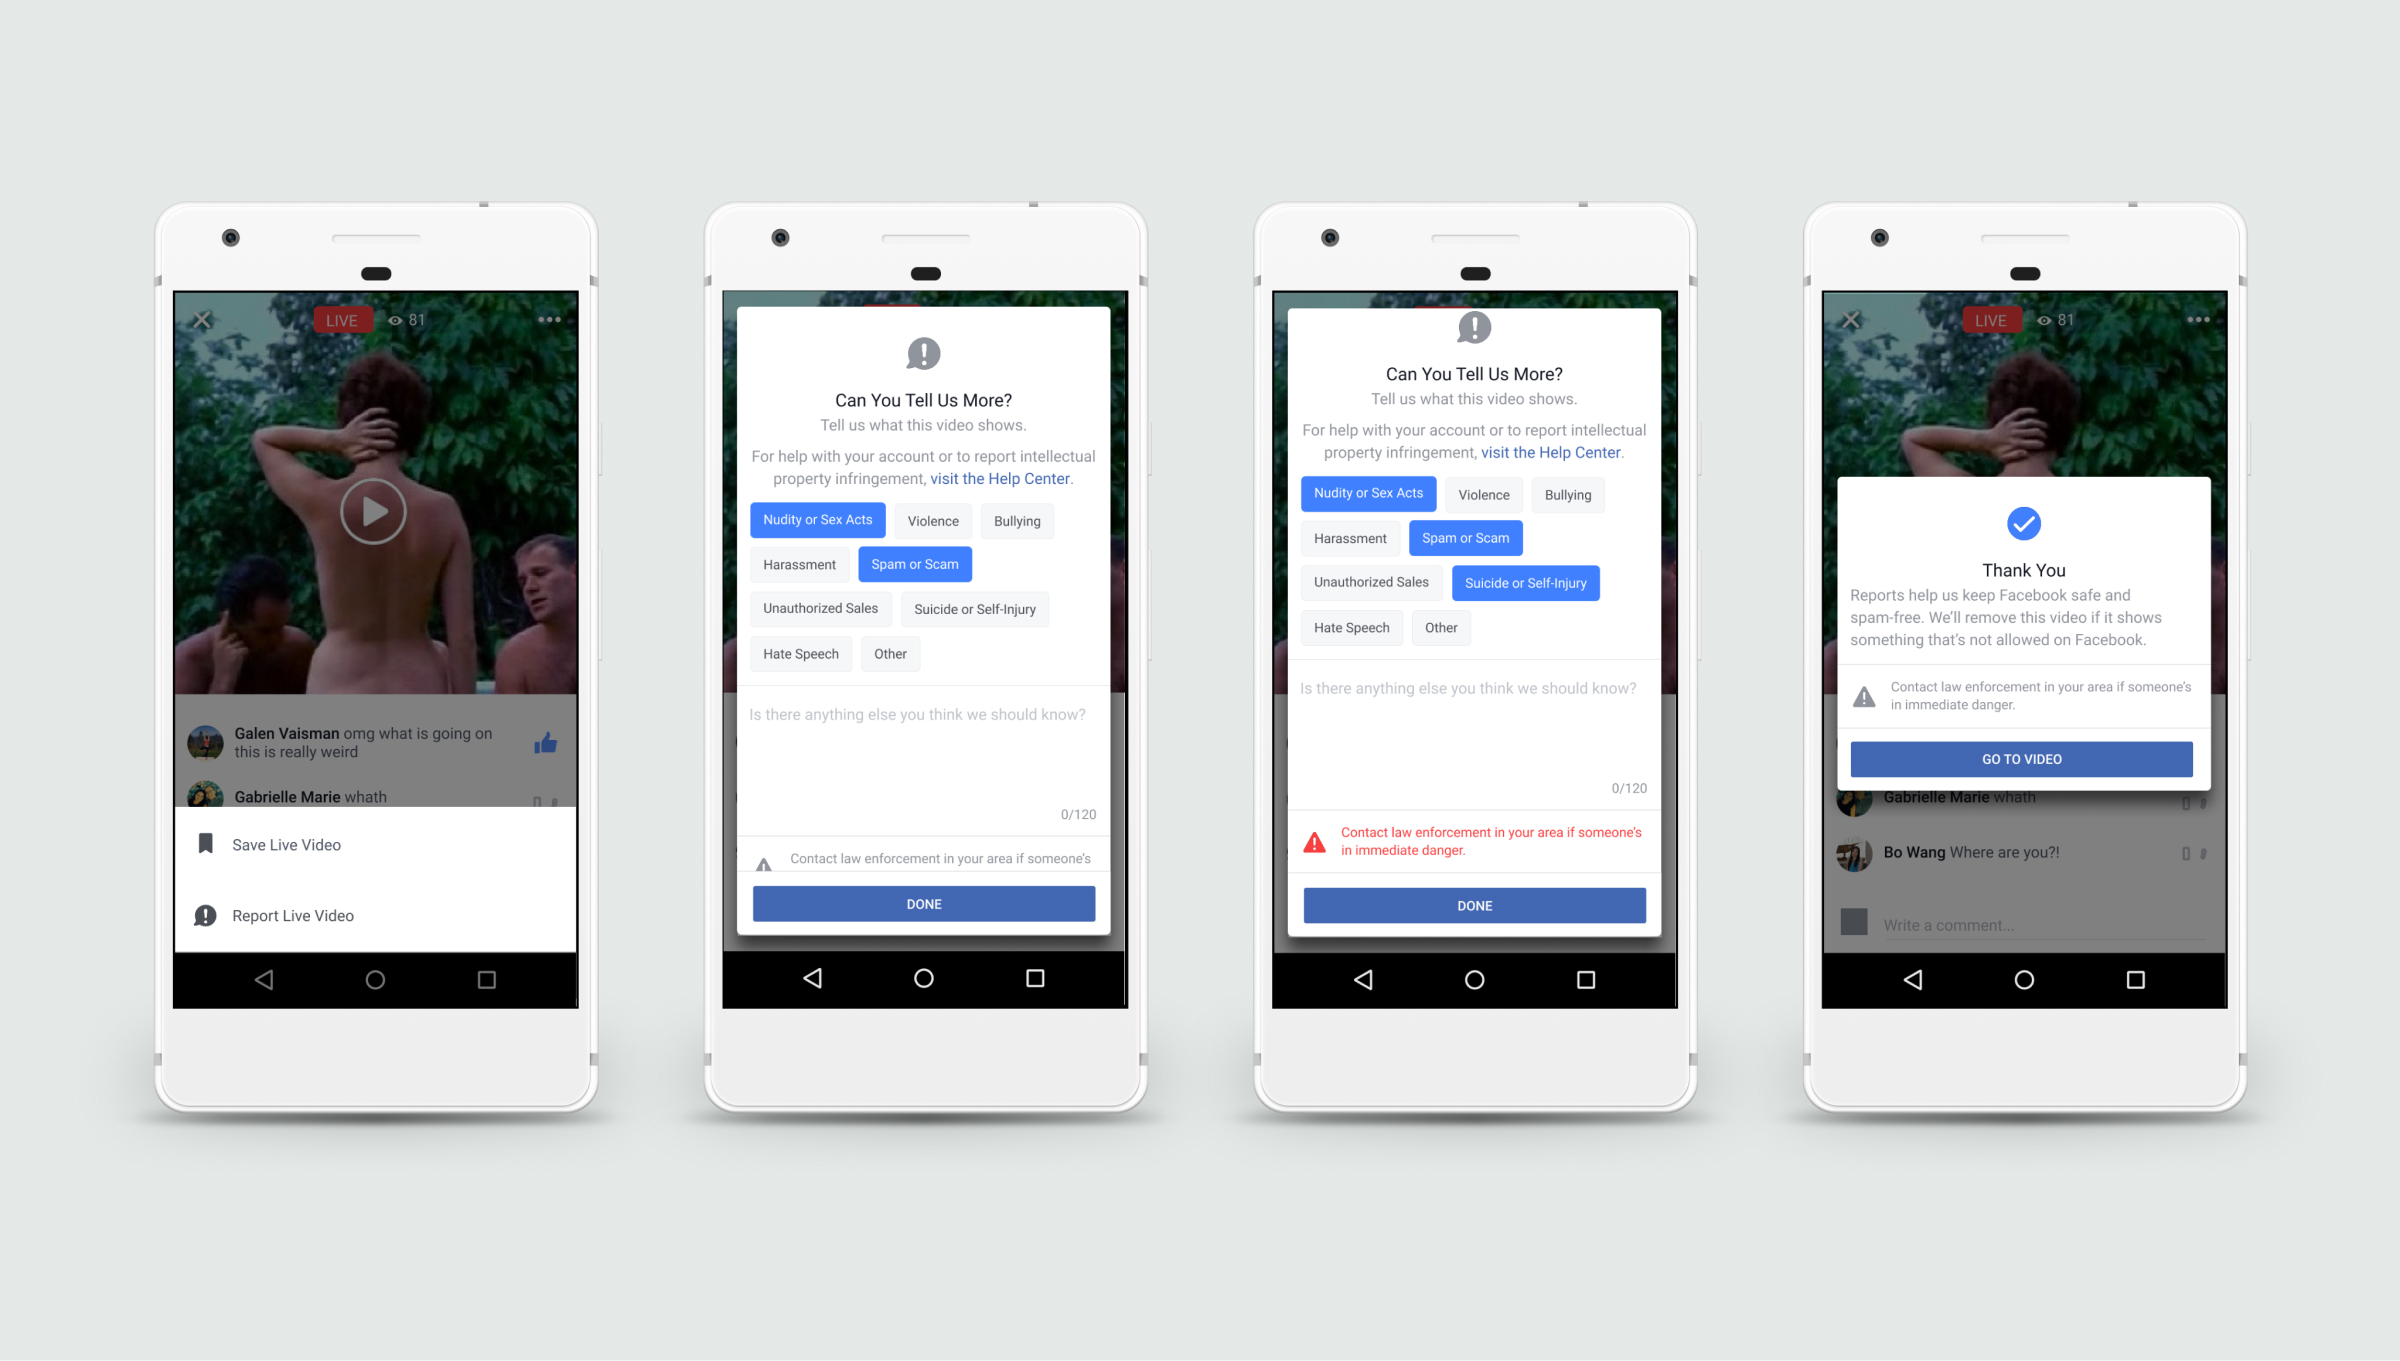 LIVE
81
Galen Vaisman omg what is going on
this is really weird
Gabrielle Marie whath
Save Live Video
Report Live Video
Can You Tell Us More?
Tell us what this video shows.
For help with your account or to report intellectual
property infringement, visit the Help Center.
Nudity or Sex Acts
Violence
Bullying
Harassment
Spam or Scam
Unauthorized Sales
Suicide or Self-Injury
Hate Speech
Other
Is there anything else you think we should know?
0/120
Contact law enforcement in your area if someone's
DONE
Can You Tell Us More?
Tell us what this video shows.
For help with your account or to report intellectual
property infringement, visit the Help Center.
Nudity or Sex Acts
Violence
Bullying
Harassment
Spam or Scam
Unauthorized Sales
Suicide or Self-Injury
Hate Speech
Other
Is there anything else you think we should know?
0/120
Contact law enforcement in your area if someone's
in immediate danger.
DONE
LIVE
81
Thank You
Reports help us keep Facebook safe and
spam-free. We'll remove this video if it shows
something that's not allowed on Facebook.
Contact law enforcement in your area if someone's
in immediate danger.
GO TO VIDEO
Gabrielle Marie whath
Bo Wang Where are you?!
Write a comment...